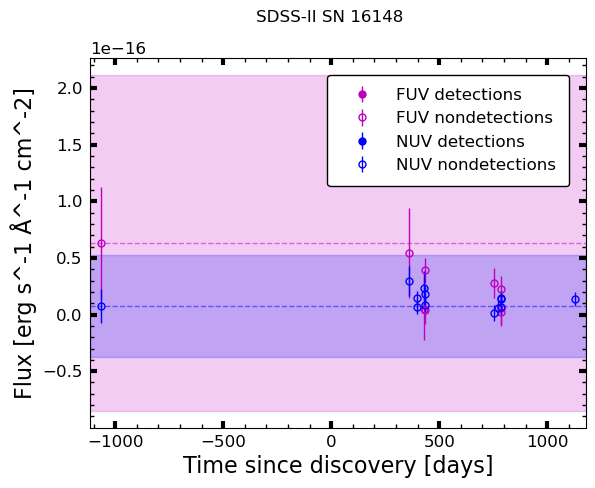 SDSS-II SN 16148
1e−16
FUV detections
FUV nondetections
NUV detections
NUV nondetections
2.0
1.5
1.0
0.5
0.0
−0.5
Flux [erg s^-1 Å^-1 cm^-2]
−1000
−500
0
500
1000
Time since discovery [days]